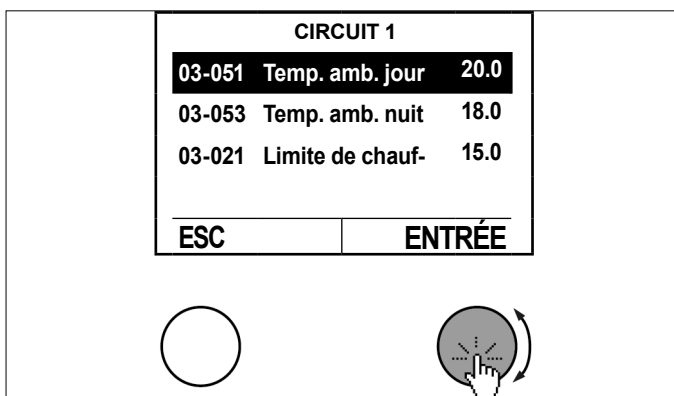 CIRCUIT 1
03-051 Temp. amb. jour 20.0
03-053 Temp. amb. nuit 18.0
03-021 Limite de chauf- 15.0
ESC ENTRÉE